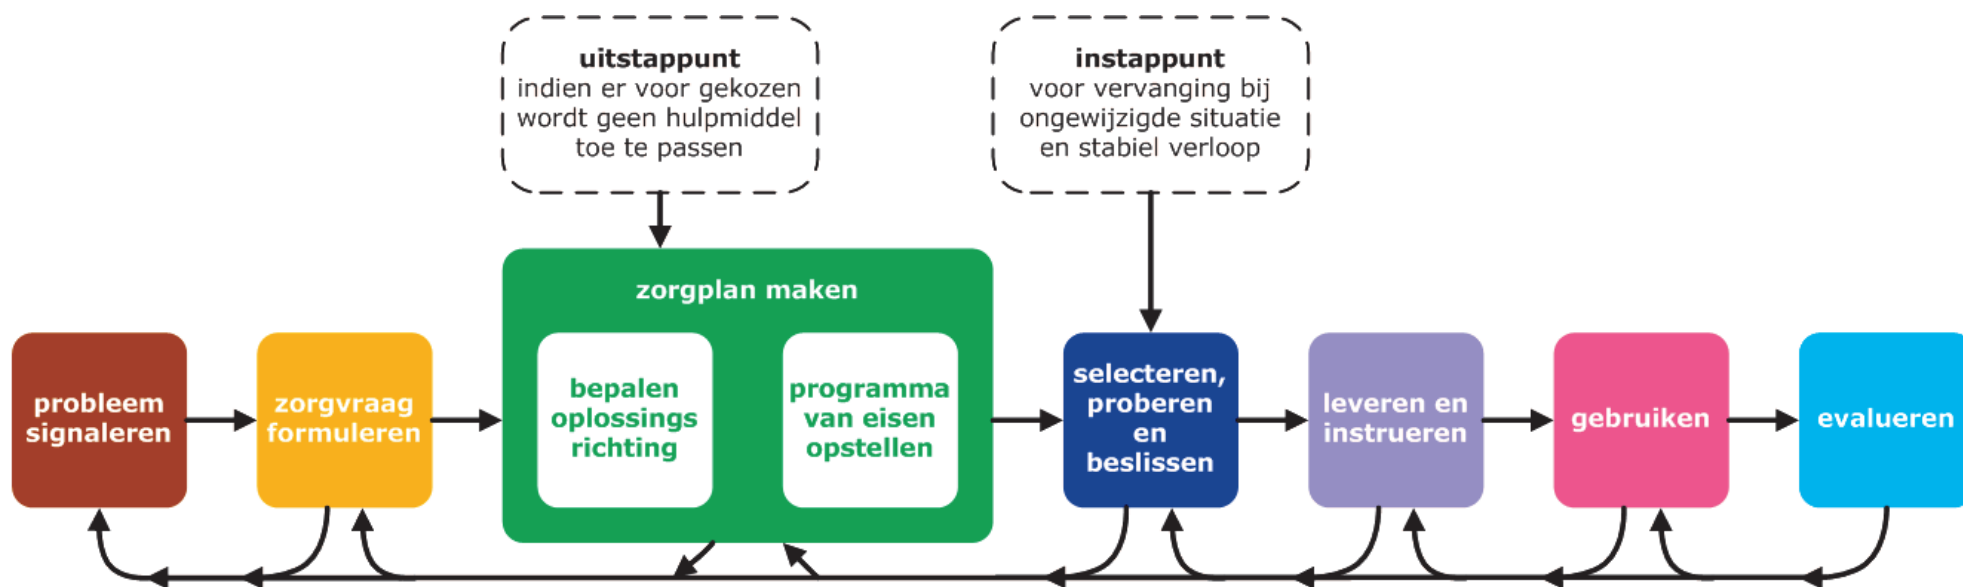 uitstappunt
indien er voor gekozen
wordt geen hulpmiddel
toe te passen
instappunt
voor vervanging bij
ongewijzigde situatie
en stabiel verloop
zorgplan maken
probleem
signaleren
zorgvraag
formuleren
bepalen
oplossings
richting
programma
van eisen
opstellen
selecteren,
proberen
en
beslissen
leveren en
instrueren
gebruiken
evalueren